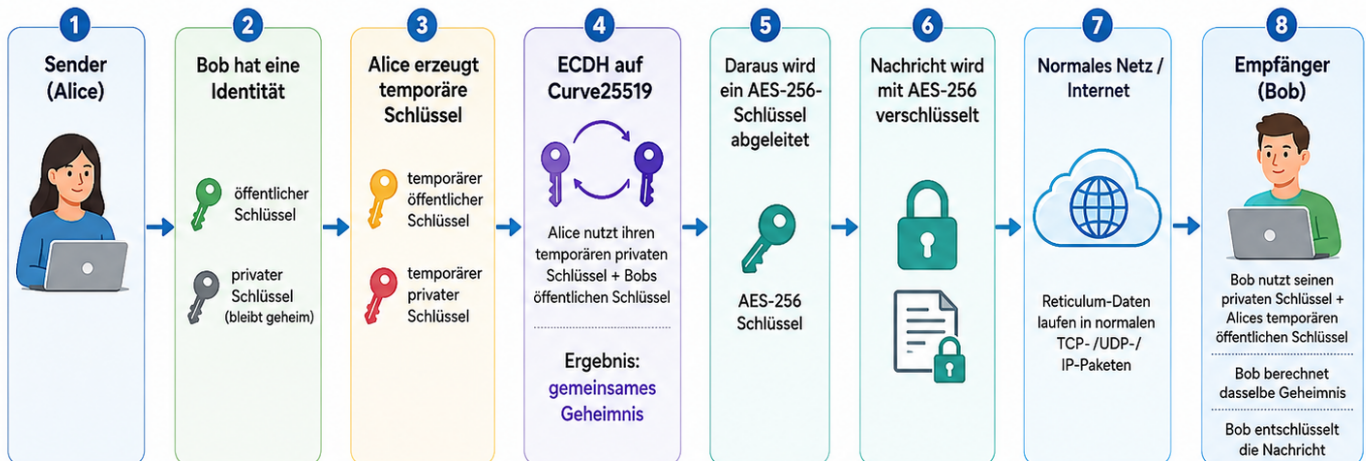 1
Sender
(Alice)
2
Bob hat eine
Identität
öffentlicher
Schlüssel
privater
Schlüssel
(bleibt geheim)
3
Alice erzeugt
temporäre
Schlüssel
temporärer
öffentlicher
Schlüssel
temporärer
privater
Schlüssel
4
ECDH auf
Curve25519
Alice nutzt ihren
temporären privaten
Schlüssel + Bobs
öffentlichen Schlüssel
Ergebnis:
gemeinsames
Geheimnis
5
Daraus wird
ein AES-256-
Schlüssel
abgeleitet
AES-256
Schlüssel
6
Nachricht wird
mit AES-256
verschlüsselt
7
Normales Netz /
Internet
Reticulum-Daten
laufen in normalen
TCP- /UDP-/
IP-Paketen
8
Empfänger
(Bob)
Bob nutzt seinen
privaten Schlüssel +
Alices temporären
öffentlichen Schlüssel
Bob berechnet
dasselbe Geheimnis
Bob entschlüsselt
die Nachricht